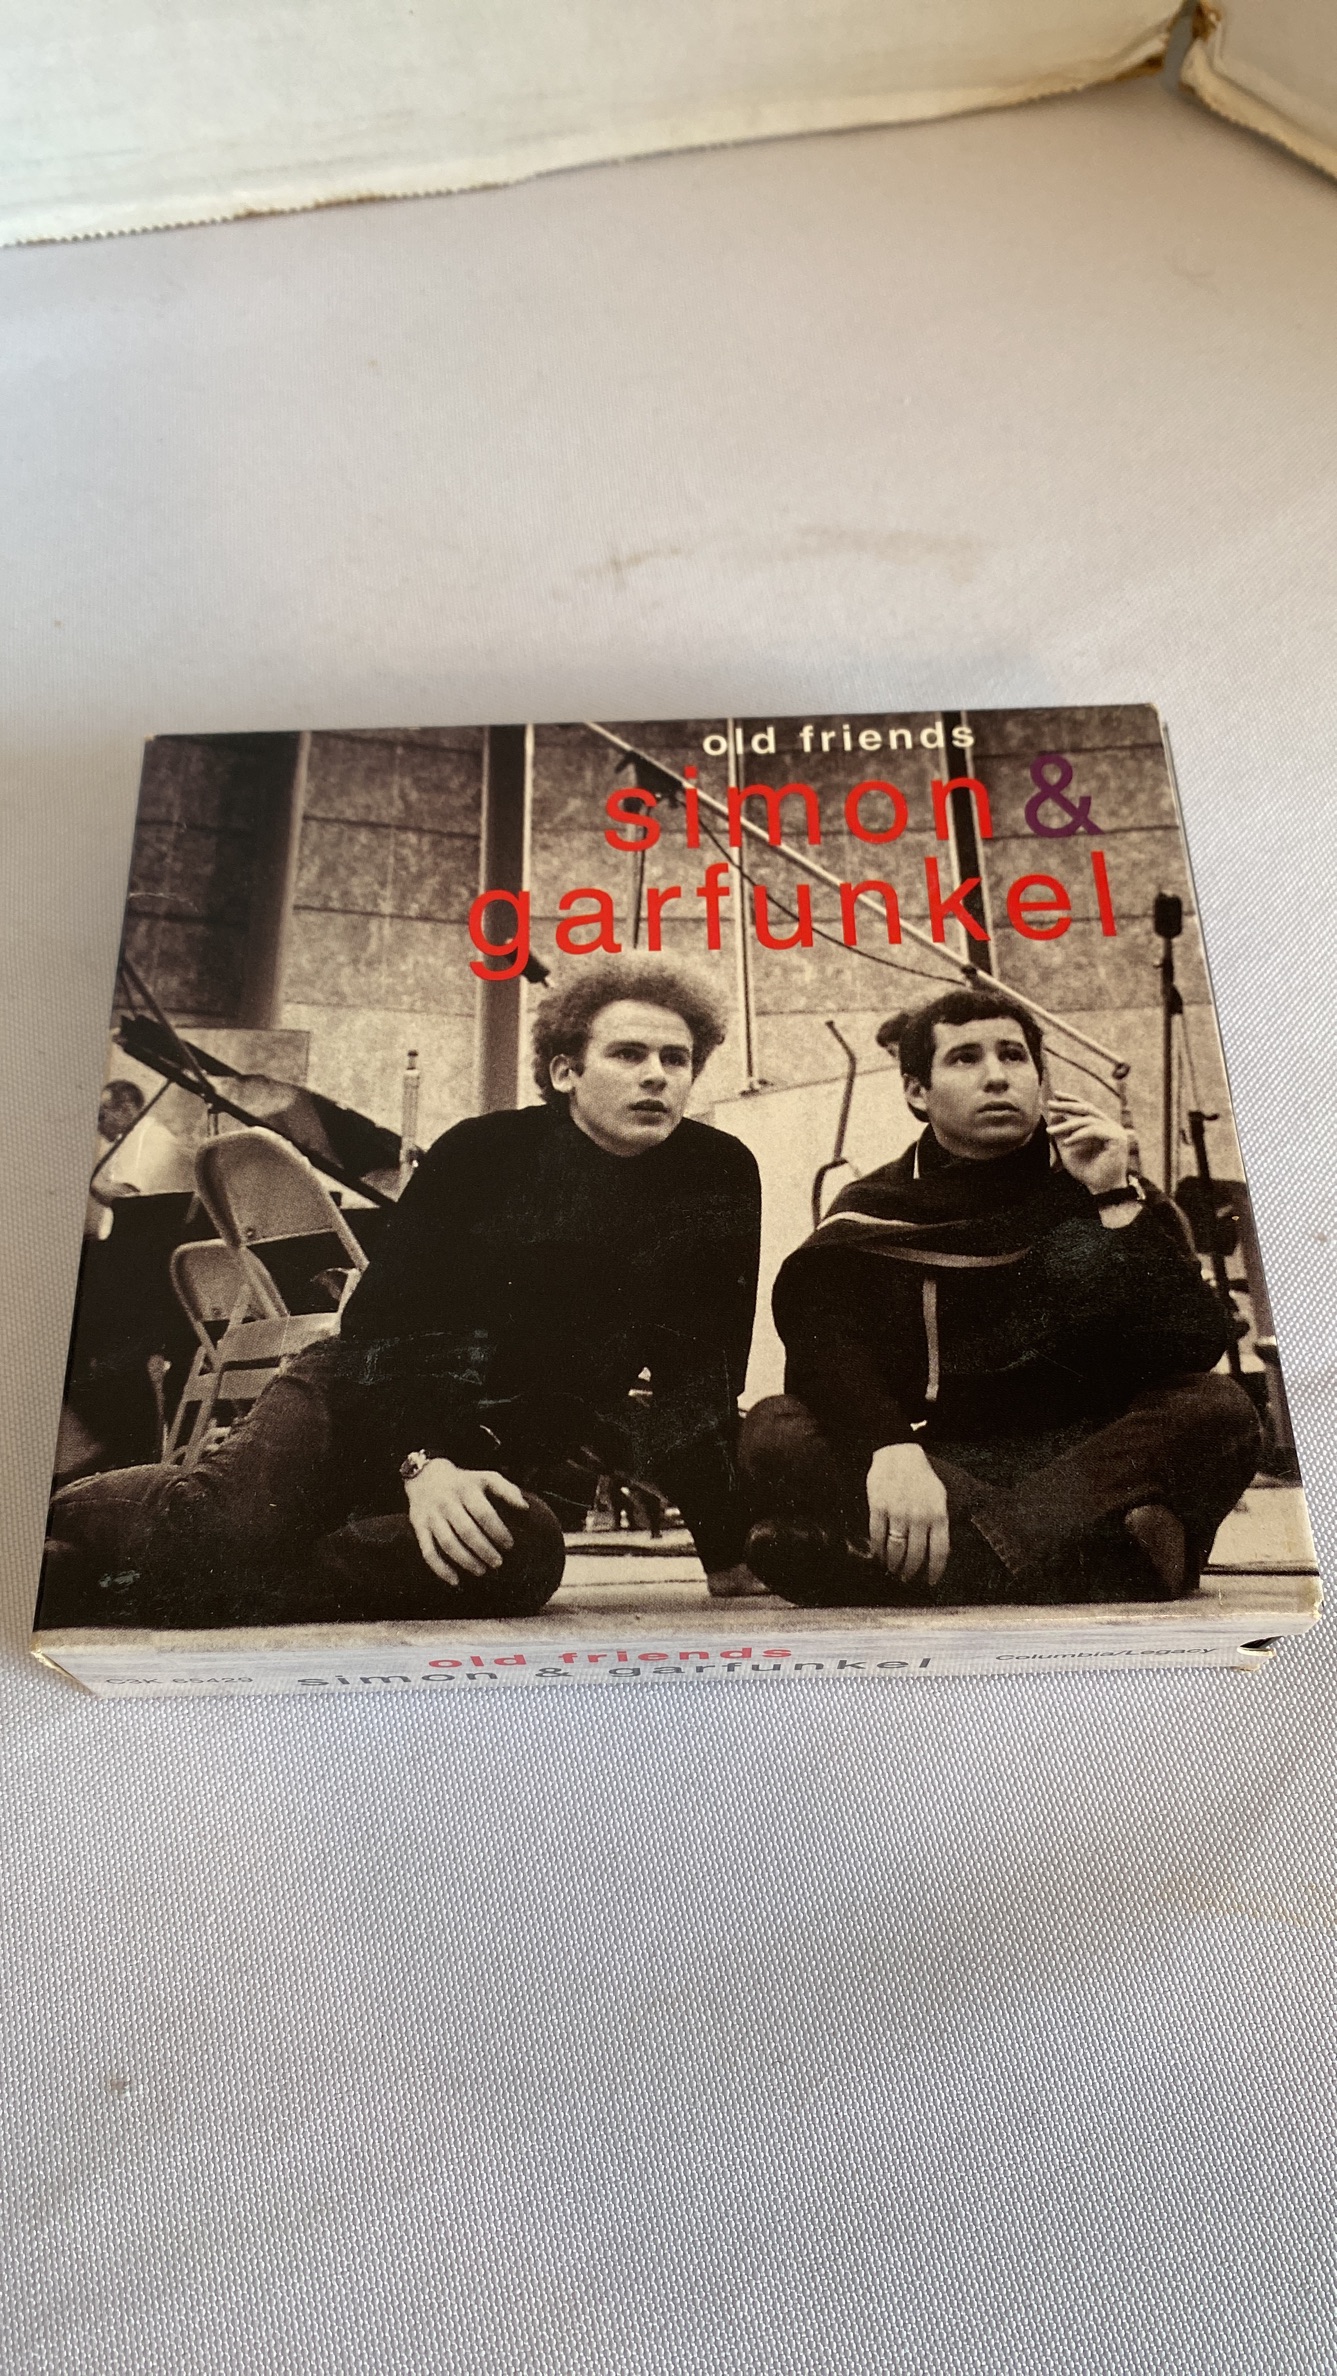 old friends
simon &
garfunkel
old friends
C3K 65429 simon & garfunkel Columbia/Legacy